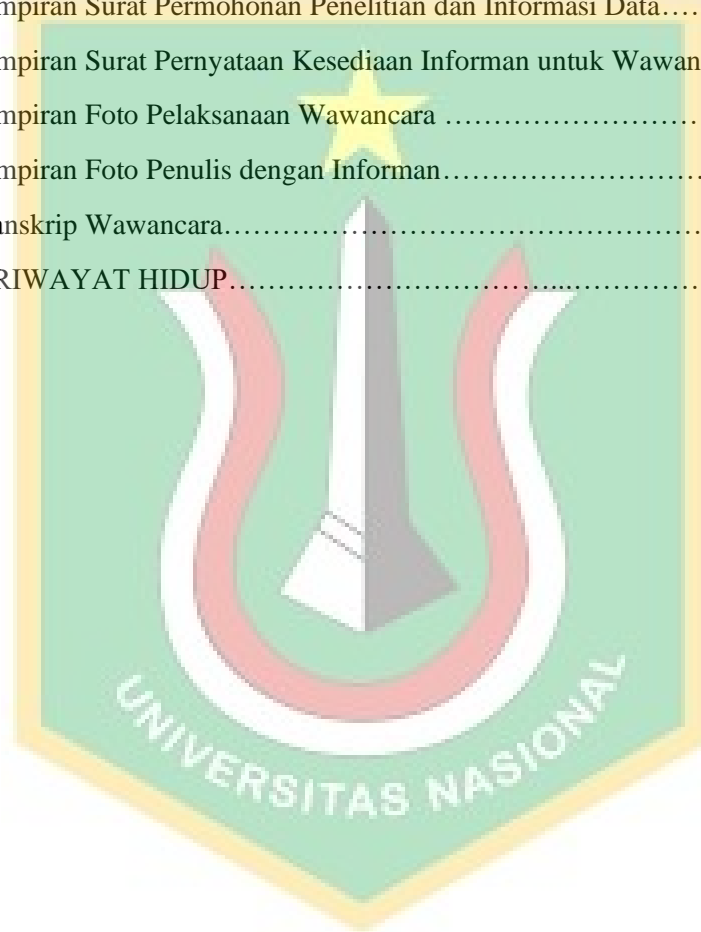 mpiran Surat Permohonan Penelitian dan Informasi Data.....
mpiran Surat Pernyataan Kesediaan Informan untuk Wawan
mpiran Foto Pelaksanaan Wawancara ..............................
mpiran Foto Penulis dengan Informan..............................
anskrip Wawancara.......................................................
RIWAYAT HIDUP.......................................................
UNIVERSITAS NASIONAL